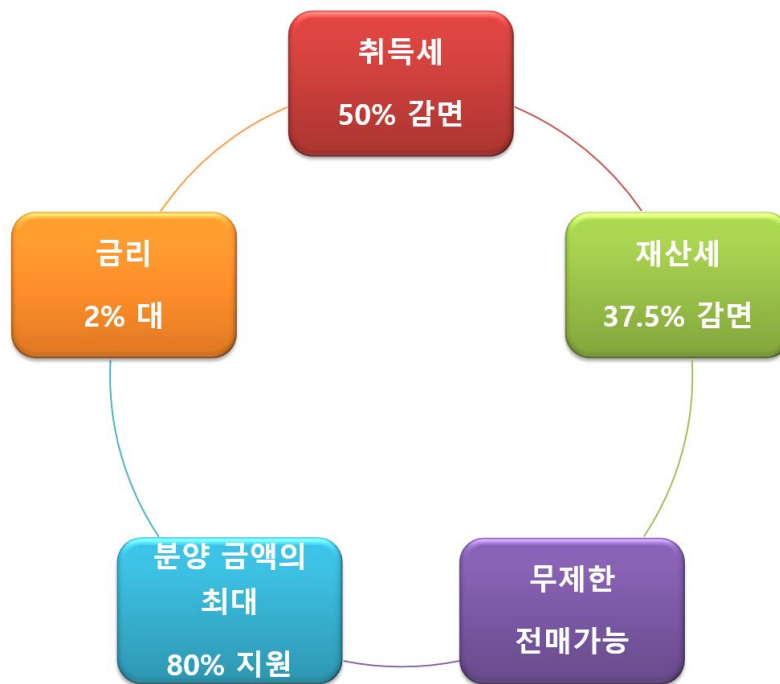 취득세
50% 감면
금리
2% 대
재산세
37.5% 감면
분양 금액의
최대
80% 지원
무제한
전매가능